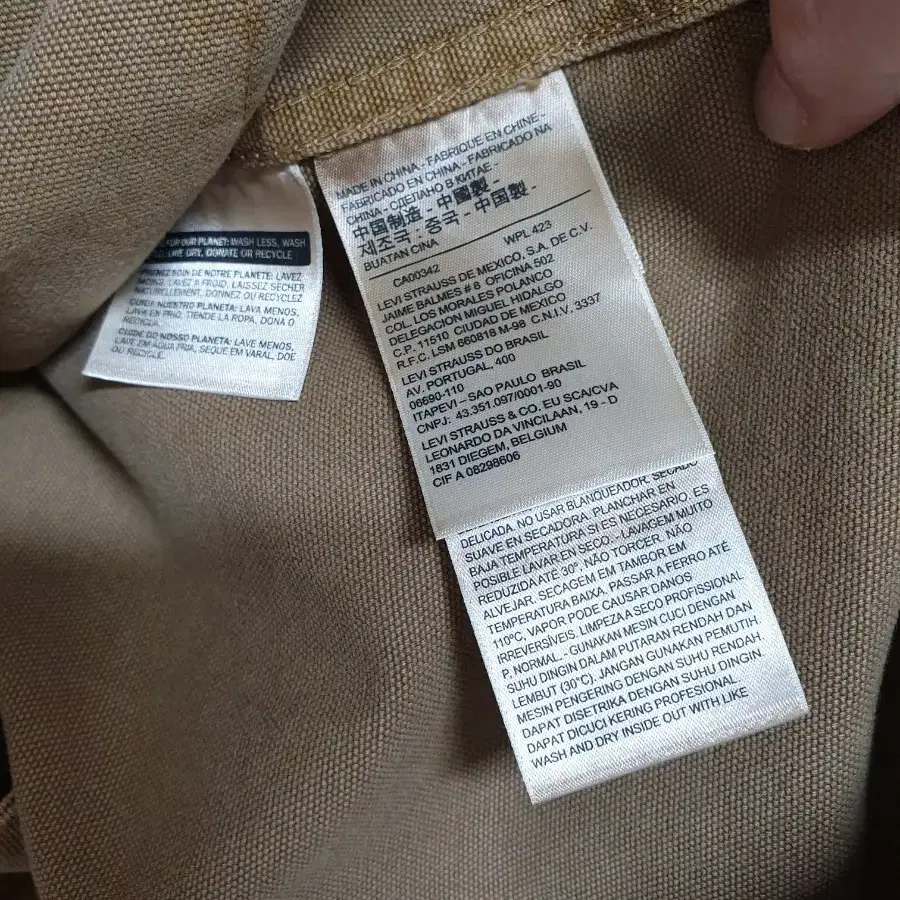 FOR OUR PLANET: WASH LESS, WASH
LINE DRY, DONATE OR RECYCLE
PRENEZ SOIN DE NOTRE PLANETE: LAVEZ
MOINS, LAVEZ A FROID, LAISSEZ SÉCHER
NATURELLEMENT, DONNEZ OU RECYCLEZ
CUIDA NUESTRO PLANETA: LAVA MENOS,
LAVA EN FRIO, TIENDE LA ROPA, DONA O
RECICLA.
CUIDE DO NOSSO PLANETA: LAVE MENOS,
LAVE EM ÁGUA FRIA, SEQUE EM VARAL, DOE
OU RECICLE.
MADE IN CHINA - FABRIQUE EN CHINE -
FABRICADO EN CHINA - FABRICADO NA
CHINA - СДЕЛАНО В КИТАЕ -
中国制造 - 中國製 -
제조국 : 중국 - 中国製 -
BUATAN CINA
CA00342 WPL 423
LEVI STRAUSS DE MEXICO, S.A. DE C.V.
JAIME BALMES # 8 OFICINA 502
COL. LOS MORALES POLANCO
DELEGACION MIGUEL HIDALGO
C.P. 11510 CIUDAD DE MEXICO
R.F.C. LSM 660818 M-98 C.N.I.V. 3337
LEVI STRAUSS DO BRASIL
AV. PORTUGAL, 400
06690-110
ITAPEVI – SAO PAULO BRASIL
CNPJ: 43.351.097/0001-90
LEVI STRAUSS & CO. EU SCA/CVA
LEONARDO DA VINCILAAN, 19 - D
1831 DIEGEM, BELGIUM
CIF A 08298606
DELICADA. NO USAR BLANQUEADOR. SECADO
SUAVE EN SECADORA. PLANCHAR EN
BAJA TEMPERATURA SI ES NECESARIO. ES
POSIBLE LAVAR EN SECO. - LAVAGEM MUITO
REDUZIDA ATÉ 30º. NÃO TORCER. NÃO
ALVEJAR. SECAGEM EM TAMBOR EM
TEMPERATURA BAIXA. PASSAR A FERRO ATÉ
110°C, VAPOR PODE CAUSAR DANOS
IRREVERSÍVEIS. LIMPEZA A SECO PROFISSIONAL
P, NORMAL. - GUNAKAN MESIN CUCI DENGAN
SUHU DINGIN DALAM PUTARAN RENDAH DAN
LEMBUT (30°C). JANGAN GUNAKAN PEMUTIH.
MESIN PENGERING DENGAN SUHU RENDAH.
DAPAT DISETRIKA DENGAN SUHU DINGIN.
DAPAT DICUCI KERING PROFESIONAL.
WASH AND DRY INSIDE OUT WITH LIKE